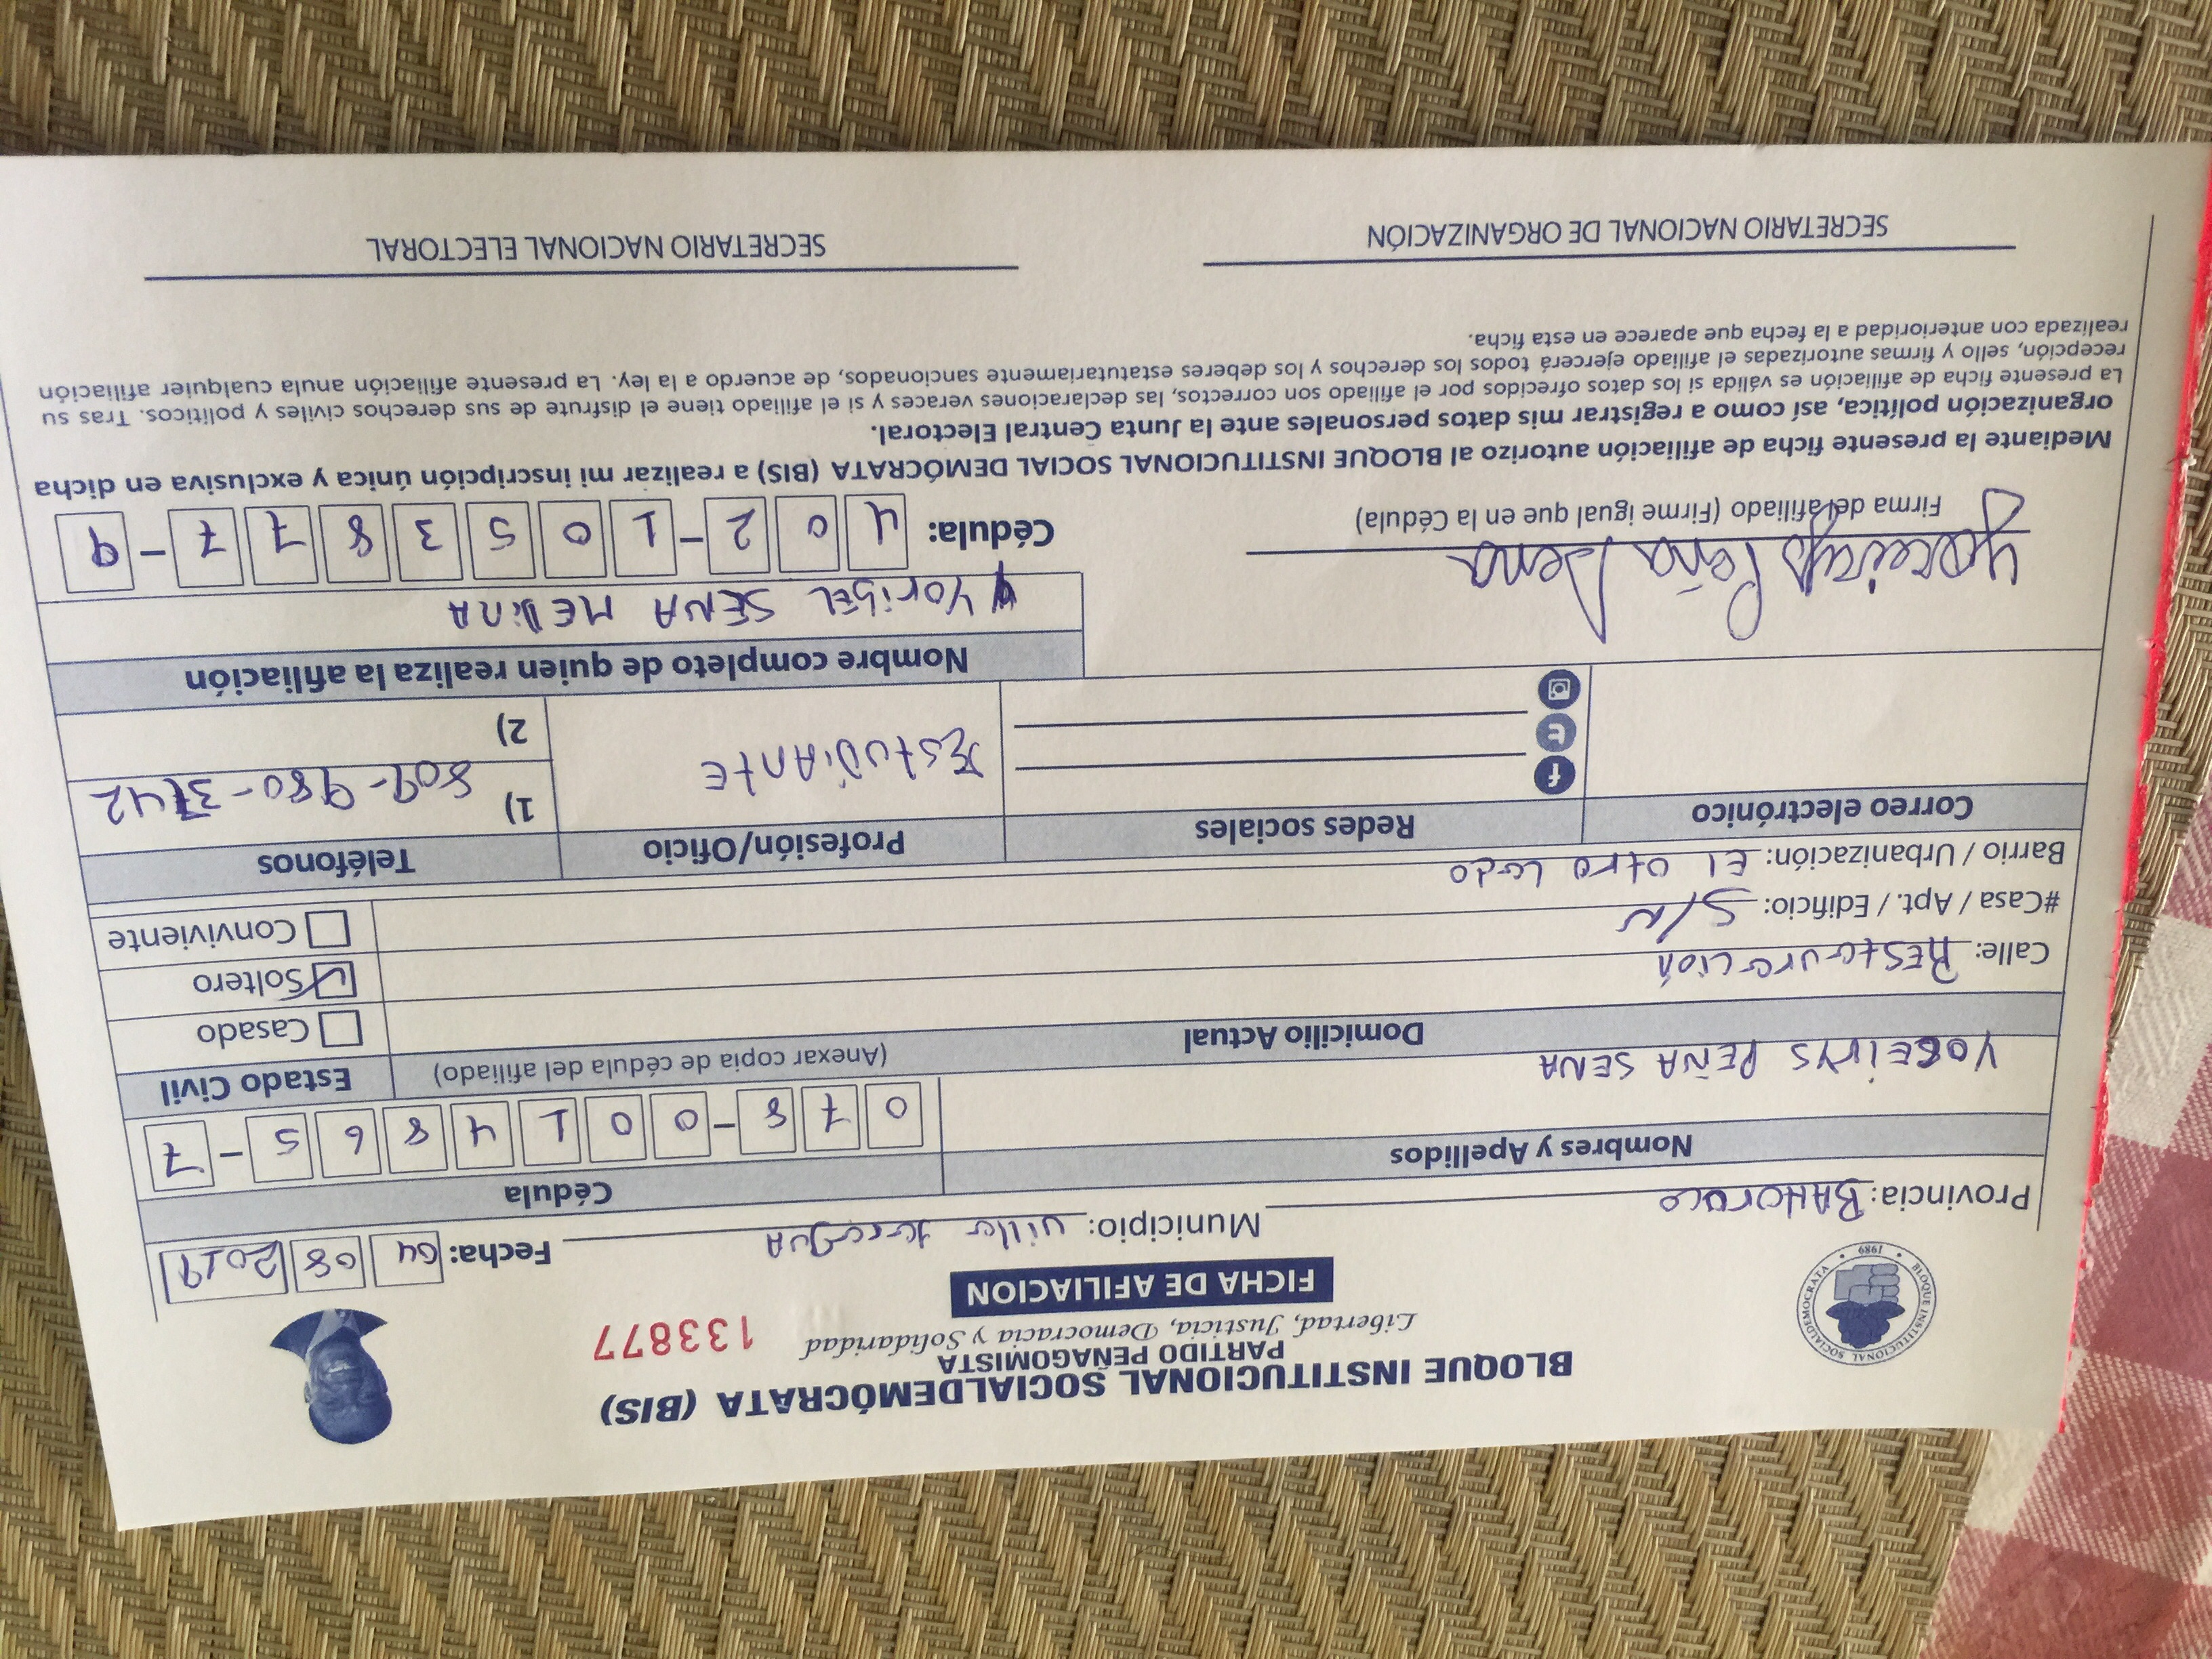 BLOQUE INSTITUCIONAL SOCIALDEMÓCRATA (BIS)
PARTIDO PEÑAGOMISTA
Libertad, Justicia, Democracia y Solidaridad 133877
FICHA DE AFILIACION
BLOQUE INSTITUCIONAL SOCIALDEMOCRATA
1989
Provincia: BAHORUCO Municipio: Villa Jaragua Fecha: 04 08 2019
Nombres y Apellidos Cédula
YOCEIRYS PEÑA SENA 078-0014865-7
Domicilio Actual (Anexar copia de cédula del afiliado) Estado Civil
Calle: REStauración Casado
#Casa / Apt. / Edificio: S/N Soltero
Barrio / Urbanización: El otro Lado Conviviente
Correo electrónico Redes sociales Profesión/Oficio Teléfonos
EStUDiANtE 1) 809-980-3742
2)
Nombre completo de quien realiza la afiliación
YORiSEL SENA MEDiNA
Yoceirys Peña Sena
Firma del afiliado (Firme igual que en la Cédula) Cédula: 402-1053877-9
Mediante la presente ficha de afiliación autorizo al BLOQUE INSTITUCIONAL SOCIAL DEMÓCRATA (BIS) a realizar mi inscripción única y exclusiva en dicha
organización política, así como a registrar mis datos personales ante la Junta Central Electoral.
La presente ficha de afiliación es válida si los datos ofrecidos por el afiliado son correctos, las declaraciones veraces y si el afiliado tiene el disfrute de sus derechos civiles y políticos. Tras su
recepción, sello y firmas autorizadas el afiliado ejercerá todos los derechos y los deberes estatutariamente sancionados, de acuerdo a la ley. La presente afiliación anula cualquier afiliación
realizada con anterioridad a la fecha que aparece en esta ficha.
SECRETARIO NACIONAL DE ORGANIZACIÓN SECRETARIO NACIONAL ELECTORAL